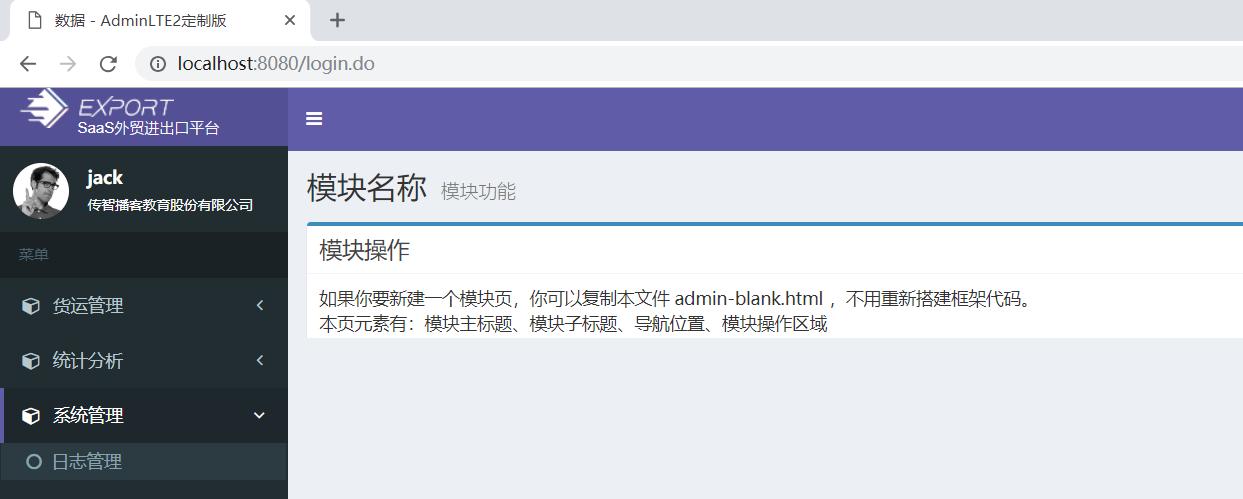 数据 - AdminLTE2定制版
localhost:8080/login.do
EXPORT
SaaS外贸进出口平台
jack
传智播客教育股份有限公司
菜单
货运管理
统计分析
系统管理
日志管理
模块名称 模块功能
模块操作
如果你要新建一个模块页，你可以复制本文件 admin-blank.html ，不用重新搭建框架代码。
本页元素有：模块主标题、模块子标题、导航位置、模块操作区域